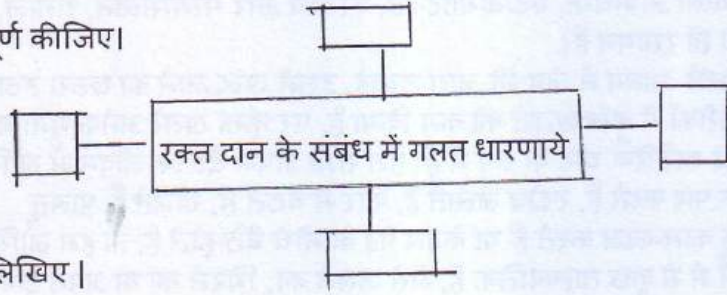 र्ण कीजिए।
रक्त दान के संबंध में गलत धारणाये
लिखिए।